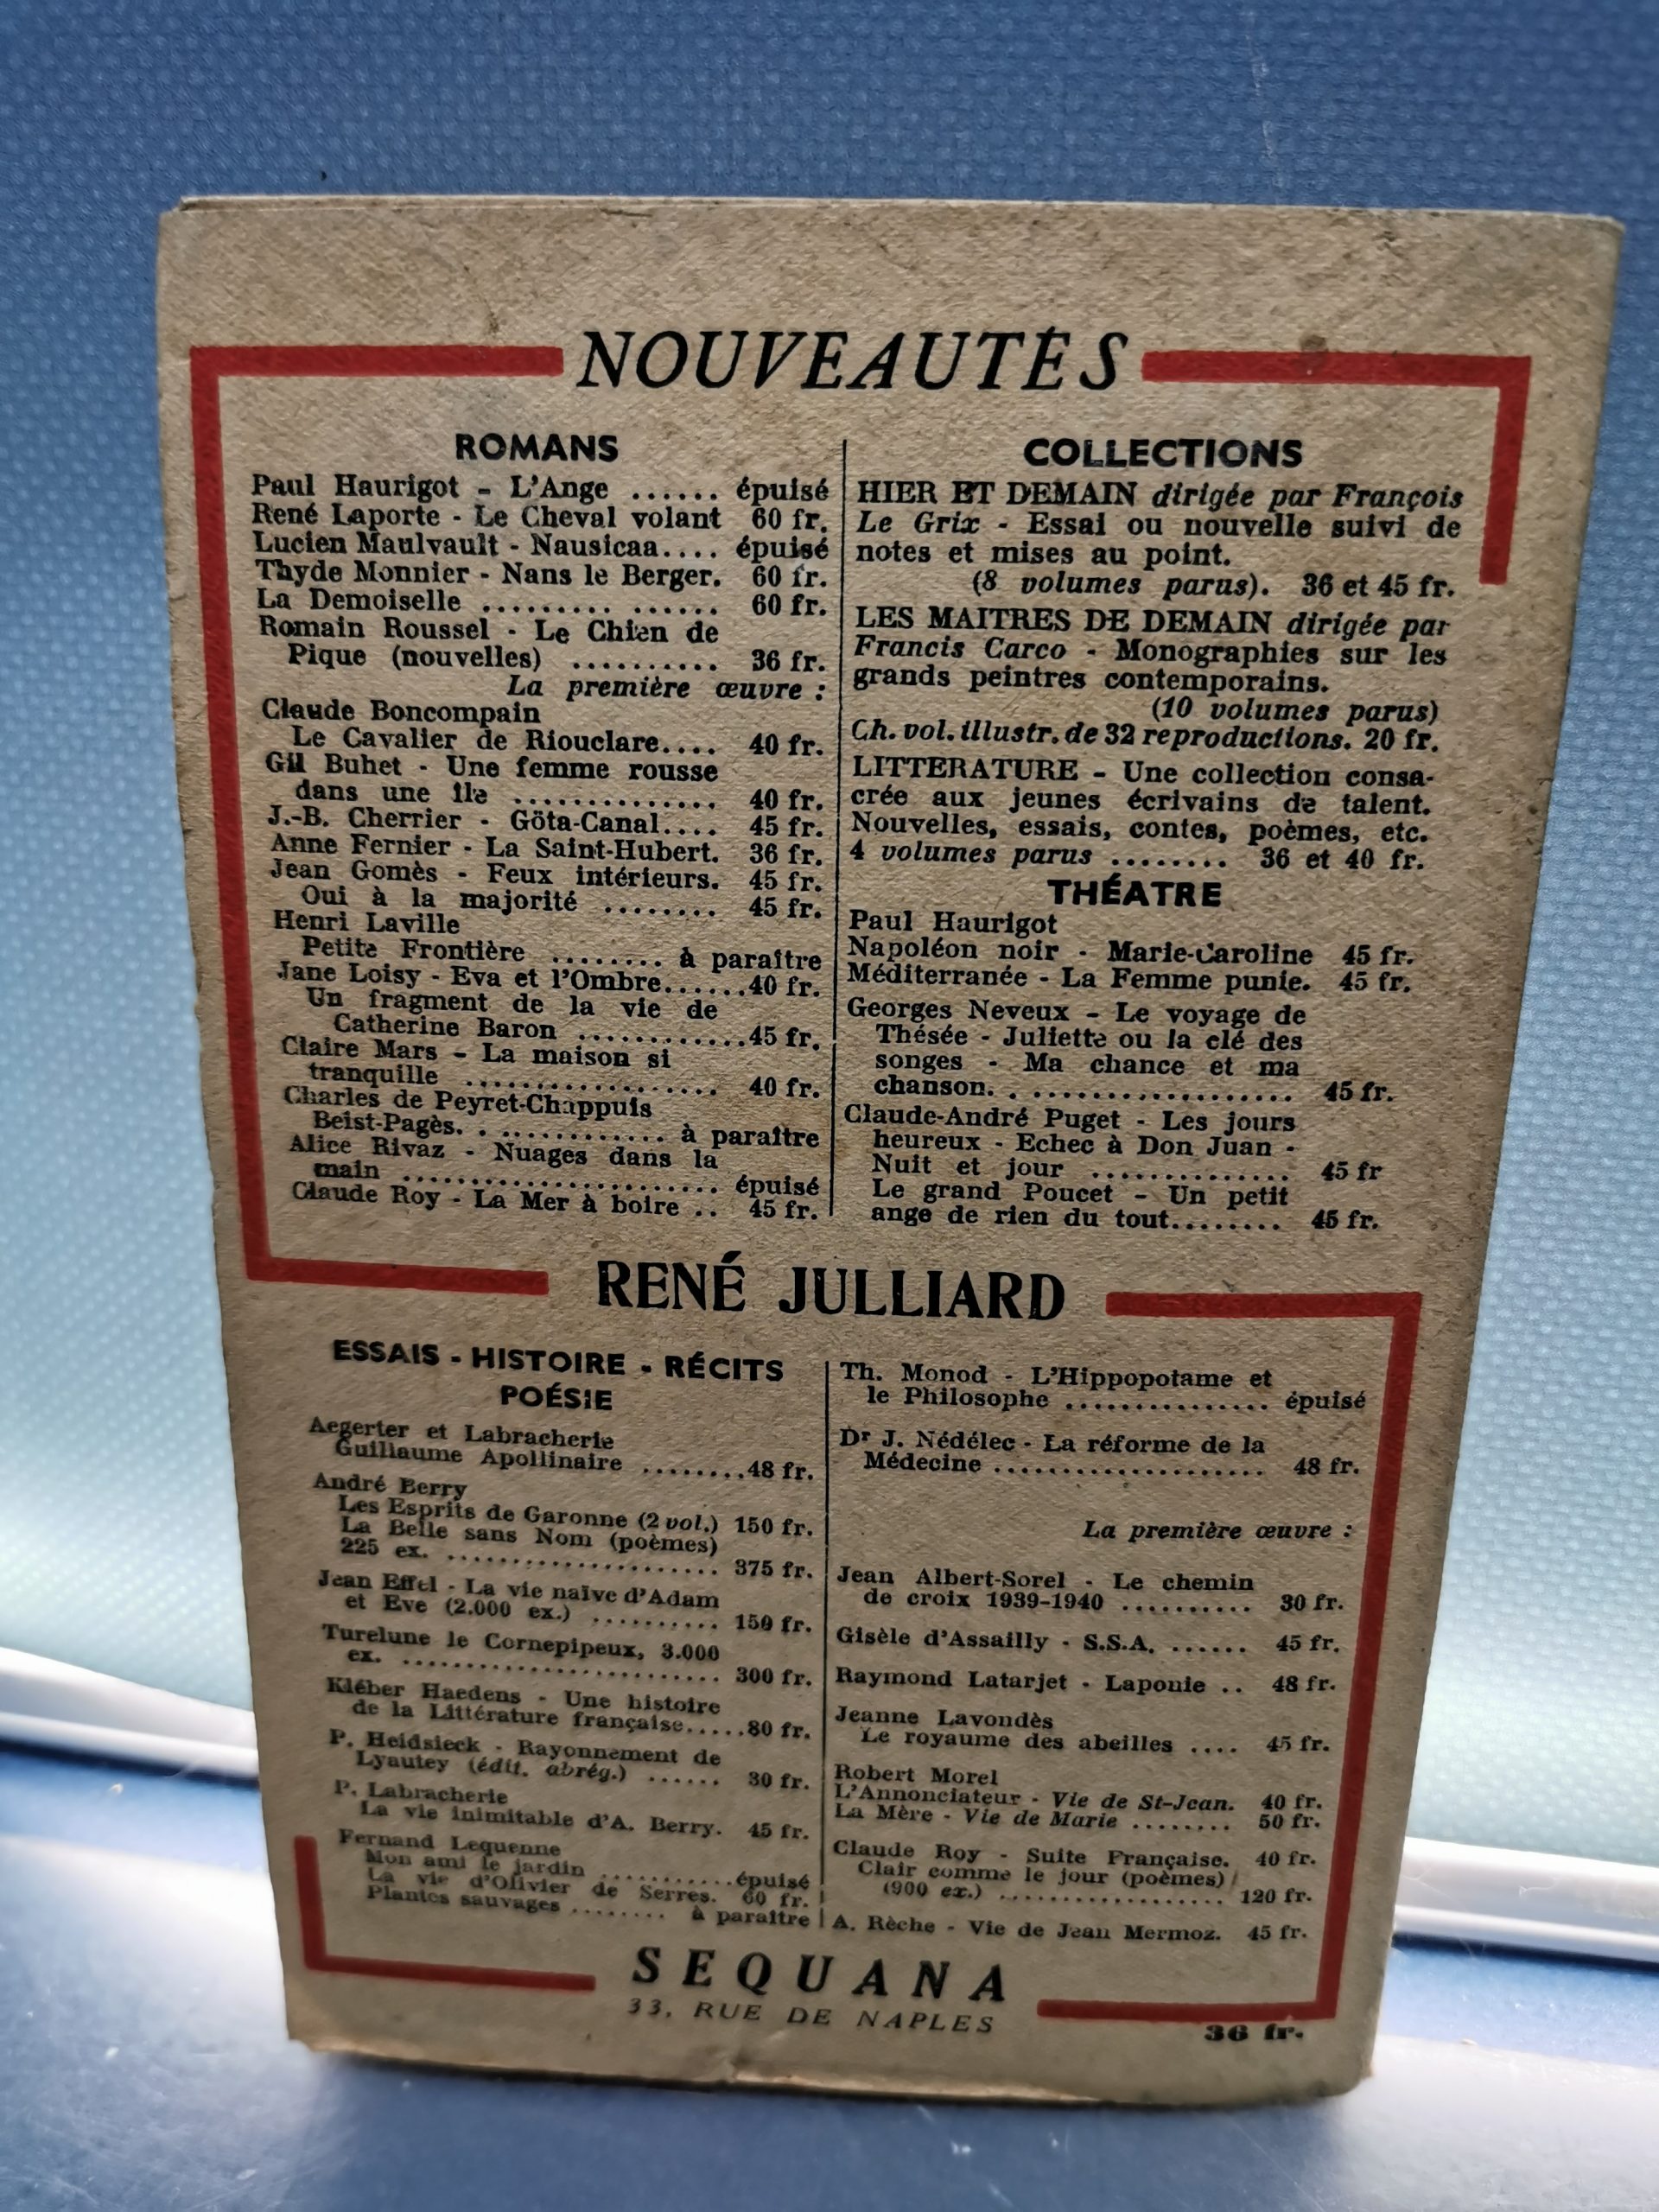 NOUVEAUTÉS
ROMANS
Paul Haurigot - L'Ange ...... épuisé
René Laporte - Le Cheval volant 60 fr.
Lucien Maulvault - Nausicaa.... épuisé
Thyde Monnier - Nans le Berger. 60 fr.
La Demoiselle ......... ...... 60 fr.
Romain Roussel - Le Chien de
Pique (nouvelles) .......... 36 fr.
La première œuvre :
Claude Boncompain
Le Cavalier de Riouclare.... 40 fr.
Gil Buhet - Une femme rousse
dans une île .............. 40 fr.
J.-B. Cherrier - Göta-Canal.... 45 fr.
Anne Fernier - La Saint-Hubert. 36 fr.
Jean Gomès - Feux intérieurs. 45 fr.
Oui à la majorité ........ 45 fr.
Henri Laville
Petite Frontière ........ à paraître
Jane Loisy - Eva et l'Ombre......40 fr.
Un fragment de la vie de
Catherine Baron ............45 fr.
Claire Mars - La maison si
tranquille .................. 40 fr.
Charles de Peyret-Chappuis
Beist-Pagès. . ............ à paraître
Alice Rivaz - Nuages dans la
main ....................... épuisé
Claude Roy - La Mer à boire .. 45 fr.
COLLECTIONS
HIER ET DEMAIN dirigée par François
Le Grix - Essai ou nouvelle suivi de
notes et mises au point.
(8 volumes parus). 36 et 45 fr.
LES MAITRES DE DEMAIN dirigée par
Francis Carco - Monographies sur les
grands peintres contemporains.
(10 volumes parus)
Ch. vol. illustr. de 32 reproductions. 20 fr.
LITTERATURE - Une collection consa-
crée aux jeunes écrivains de talent.
Nouvelles, essais, contes, poèmes, etc.
4 volumes parus ........ 36 et 40 fr.
THÉATRE
Paul Haurigot
Napoléon noir - Marie-Caroline 45 fr.
Méditerranée - La Femme punie. 45 fr.
Georges Neveux - Le voyage de
Thésée - Juliette ou la clé des
songes - Ma chance et ma
chanson. . .................. 45 fr.
Claude-André Puget - Les jours
heureux - Echec à Don Juan -
Nuit et jour .............. 45 fr
Le grand Poucet - Un petit
ange de rien du tout........ 45 fr.
RENÉ JULLIARD
ESSAIS - HISTOIRE - RÉCITS
POÉSIE
Aegerter et Labracherie
Guillaume Apollinaire ........48 fr.
André Berry
Les Esprits de Garonne (2 vol.) 150 fr.
La Belle sans Nom (poèmes)
225 ex. ..................... 375 fr.
Jean Effel - La vie naïve d'Adam
et Eve (2.000 ex.) .......... 150 fr.
Turelune le Cornepipeux, 3.000
ex. ......................... 300 fr.
Kléber Haedens - Une histoire
de la Littérature française.....80 fr.
P. Heidsieck - Rayonnement de
Lyautey (édit. abrég.) ...... 30 fr.
P. Labracherie
La vie inimitable d'A. Berry. 45 fr.
Fernand Lequenne
Mon ami le jardin ............épuisé
La vie d'Olivier de Serres. 60 fr.
Plantes sauvages ........ à paraître
Th. Monod - L'Hippopotame et
le Philosophe ............... épuisé
Dr J. Nédélec - La réforme de la
Médecine .................... 48 fr.
La première œuvre :
Jean Albert-Sorel - Le chemin
de croix 1939-1940 .......... 30 fr.
Gisèle d'Assailly - S.S.A. ...... 45 fr.
Raymond Latarjet - Laponie .. 48 fr.
Jeanne Lavondès
Le royaume des abeilles .... 45 fr.
Robert Morel
L'Annonciateur - Vie de St-Jean. 40 fr.
La Mère - Vie de Marie ........ 50 fr.
Claude Roy - Suite Française. 40 fr.
Clair comme le jour (poèmes)
(900 ex.) .................. 120 fr.
A. Rèche - Vie de Jean Mermoz. 45 fr.
SEQUANA
33, RUE DE NAPLES
36 fr.